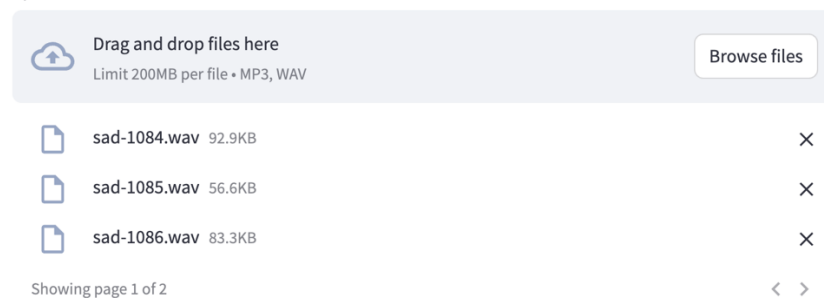 Drag and drop files here
Limit 200MB per file • MP3, WAV
Browse files
sad-1084.wav 92.9KB
sad-1085.wav 56.6KB
sad-1086.wav 83.3KB
Showing page 1 of 2